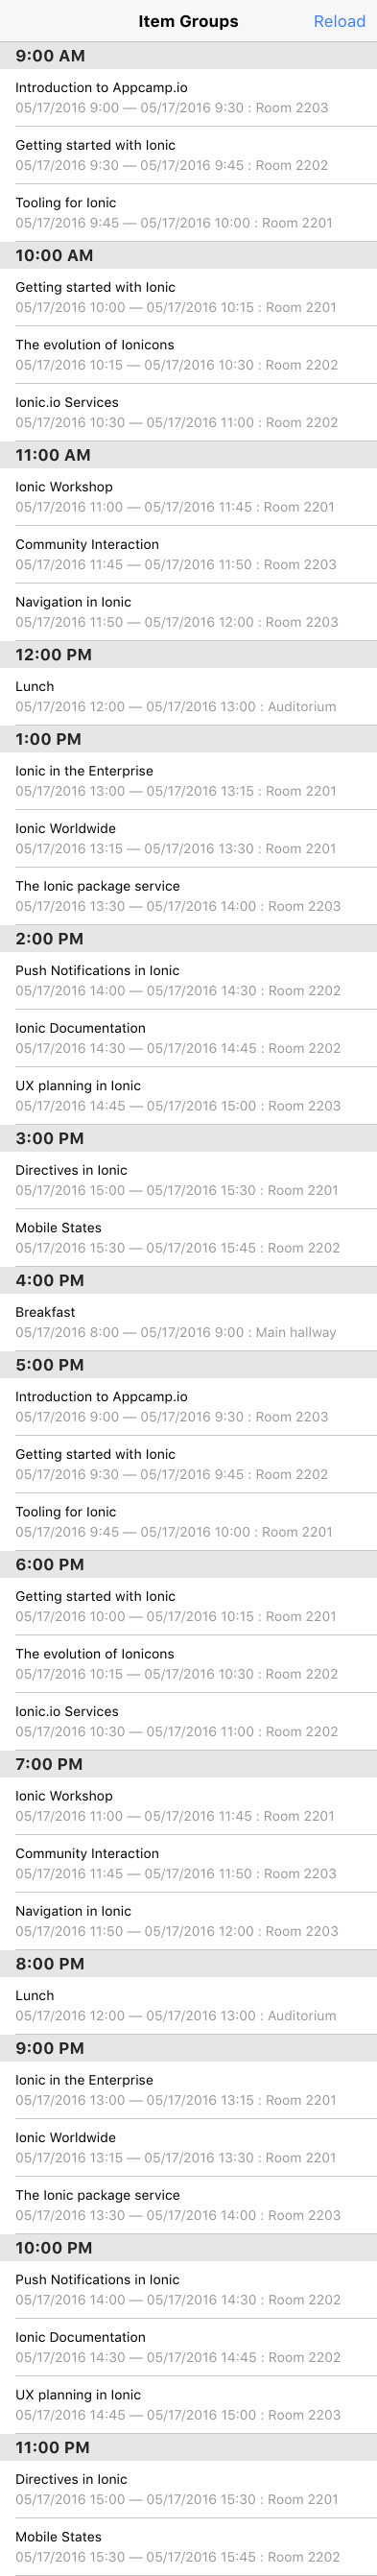 Item Groups
Reload
9:00 AM
Introduction to Appcamp.io
05/17/2016 9:00 — 05/17/2016 9:30 : Room 2203
Getting started with Ionic
05/17/2016 9:30 — 05/17/2016 9:45 : Room 2202
Tooling for Ionic
05/17/2016 9:45 — 05/17/2016 10:00 : Room 2201
10:00 AM
Getting started with Ionic
05/17/2016 10:00 — 05/17/2016 10:15 : Room 2201
The evolution of Ionicons
05/17/2016 10:15 — 05/17/2016 10:30 : Room 2202
Ionic.io Services
05/17/2016 10:30 — 05/17/2016 11:00 : Room 2202
11:00 AM
Ionic Workshop
05/17/2016 11:00 — 05/17/2016 11:45 : Room 2201
Community Interaction
05/17/2016 11:45 — 05/17/2016 11:50 : Room 2203
Navigation in Ionic
05/17/2016 11:50 — 05/17/2016 12:00 : Room 2203
12:00 PM
Lunch
05/17/2016 12:00 — 05/17/2016 13:00 : Auditorium
1:00 PM
Ionic in the Enterprise
05/17/2016 13:00 — 05/17/2016 13:15 : Room 2201
Ionic Worldwide
05/17/2016 13:15 — 05/17/2016 13:30 : Room 2201
The Ionic package service
05/17/2016 13:30 — 05/17/2016 14:00 : Room 2203
2:00 PM
Push Notifications in Ionic
05/17/2016 14:00 — 05/17/2016 14:30 : Room 2202
Ionic Documentation
05/17/2016 14:30 — 05/17/2016 14:45 : Room 2202
UX planning in Ionic
05/17/2016 14:45 — 05/17/2016 15:00 : Room 2203
3:00 PM
Directives in Ionic
05/17/2016 15:00 — 05/17/2016 15:30 : Room 2201
Mobile States
05/17/2016 15:30 — 05/17/2016 15:45 : Room 2202
4:00 PM
Breakfast
05/17/2016 8:00 — 05/17/2016 9:00 : Main hallway
5:00 PM
Introduction to Appcamp.io
05/17/2016 9:00 — 05/17/2016 9:30 : Room 2203
Getting started with Ionic
05/17/2016 9:30 — 05/17/2016 9:45 : Room 2202
Tooling for Ionic
05/17/2016 9:45 — 05/17/2016 10:00 : Room 2201
6:00 PM
Getting started with Ionic
05/17/2016 10:00 — 05/17/2016 10:15 : Room 2201
The evolution of Ionicons
05/17/2016 10:15 — 05/17/2016 10:30 : Room 2202
Ionic.io Services
05/17/2016 10:30 — 05/17/2016 11:00 : Room 2202
7:00 PM
Ionic Workshop
05/17/2016 11:00 — 05/17/2016 11:45 : Room 2201
Community Interaction
05/17/2016 11:45 — 05/17/2016 11:50 : Room 2203
Navigation in Ionic
05/17/2016 11:50 — 05/17/2016 12:00 : Room 2203
8:00 PM
Lunch
05/17/2016 12:00 — 05/17/2016 13:00 : Auditorium
9:00 PM
Ionic in the Enterprise
05/17/2016 13:00 — 05/17/2016 13:15 : Room 2201
Ionic Worldwide
05/17/2016 13:15 — 05/17/2016 13:30 : Room 2201
The Ionic package service
05/17/2016 13:30 — 05/17/2016 14:00 : Room 2203
10:00 PM
Push Notifications in Ionic
05/17/2016 14:00 — 05/17/2016 14:30 : Room 2202
Ionic Documentation
05/17/2016 14:30 — 05/17/2016 14:45 : Room 2202
UX planning in Ionic
05/17/2016 14:45 — 05/17/2016 15:00 : Room 2203
11:00 PM
Directives in Ionic
05/17/2016 15:00 — 05/17/2016 15:30 : Room 2201
Mobile States
05/17/2016 15:30 — 05/17/2016 15:45 : Room 2202